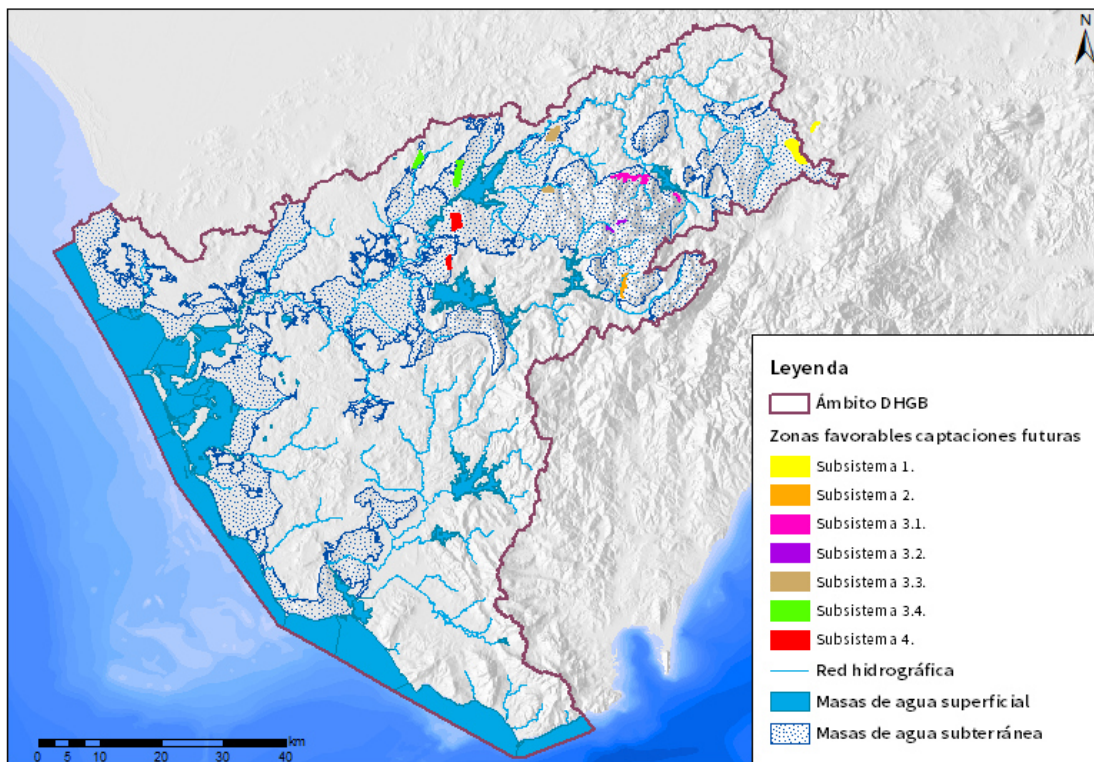 N
Leyenda
Ámbito DHGB
Zonas favorables captaciones futuras
Subsistema 1.
Subsistema 2.
Subsistema 3.1.
Subsistema 3.2.
Subsistema 3.3.
Subsistema 3.4.
Subsistema 4.
Red hidrográfica
Masas de agua superficial
Masas de agua subterránea
km
0 5 10 20 30 40